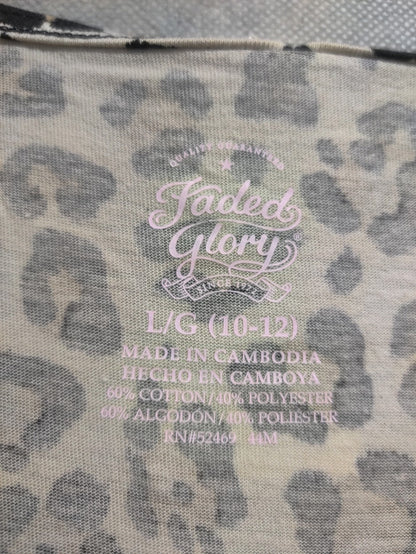 QUALITY GUARANTEED
Faded
Glory
SINCE 1972
L/G (10-12)
MADE IN CAMBODIA
HECHO EN CAMBOYA
60% COTTON/40% POLYESTER
60% ALGODÓN/40% POLIÉSTER
RN#52469 44M